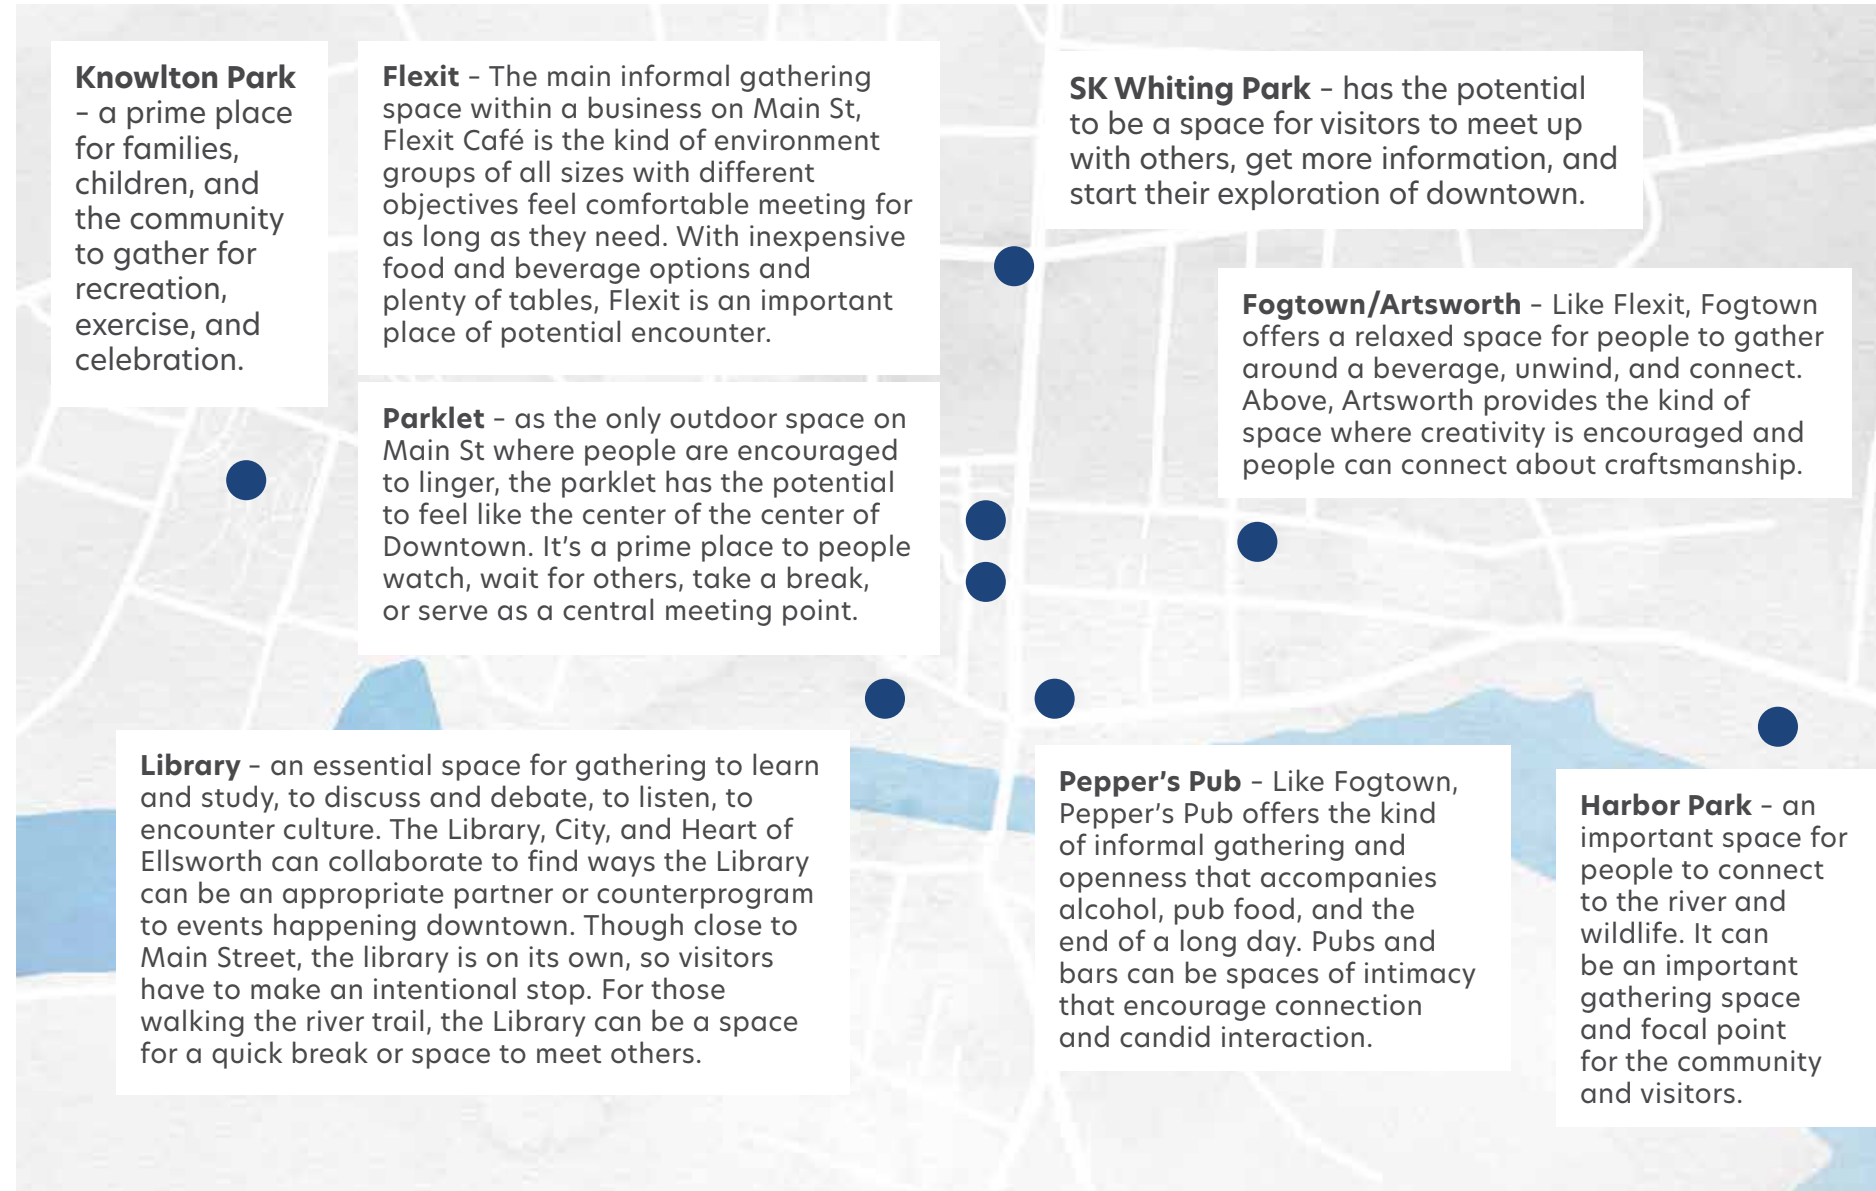 Knowlton Park
– a prime place
for families,
children, and
the community
to gather for
recreation,
exercise, and
celebration.
Flexit – The main informal gathering
space within a business on Main St,
Flexit Café is the kind of environment
groups of all sizes with different
objectives feel comfortable meeting for
as long as they need. With inexpensive
food and beverage options and
plenty of tables, Flexit is an important
place of potential encounter.
Parklet – as the only outdoor space on
Main St where people are encouraged
to linger, the parklet has the potential
to feel like the center of the center of
Downtown. It’s a prime place to people
watch, wait for others, take a break,
or serve as a central meeting point.
SK Whiting Park – has the potential
to be a space for visitors to meet up
with others, get more information, and
start their exploration of downtown.
Fogtown/Artsworth – Like Flexit, Fogtown
offers a relaxed space for people to gather
around a beverage, unwind, and connect.
Above, Artsworth provides the kind of
space where creativity is encouraged and
people can connect about craftsmanship.
Library – an essential space for gathering to learn
and study, to discuss and debate, to listen, to
encounter culture. The Library, City, and Heart of
Ellsworth can collaborate to find ways the Library
can be an appropriate partner or counterprogram
to events happening downtown. Though close to
Main Street, the library is on its own, so visitors
have to make an intentional stop. For those
walking the river trail, the Library can be a space
for a quick break or space to meet others.
Pepper’s Pub – Like Fogtown,
Pepper’s Pub offers the kind
of informal gathering and
openness that accompanies
alcohol, pub food, and the
end of a long day. Pubs and
bars can be spaces of intimacy
that encourage connection
and candid interaction.
Harbor Park – an
important space for
people to connect
to the river and
wildlife. It can
be an important
gathering space
and focal point
for the community
and visitors.